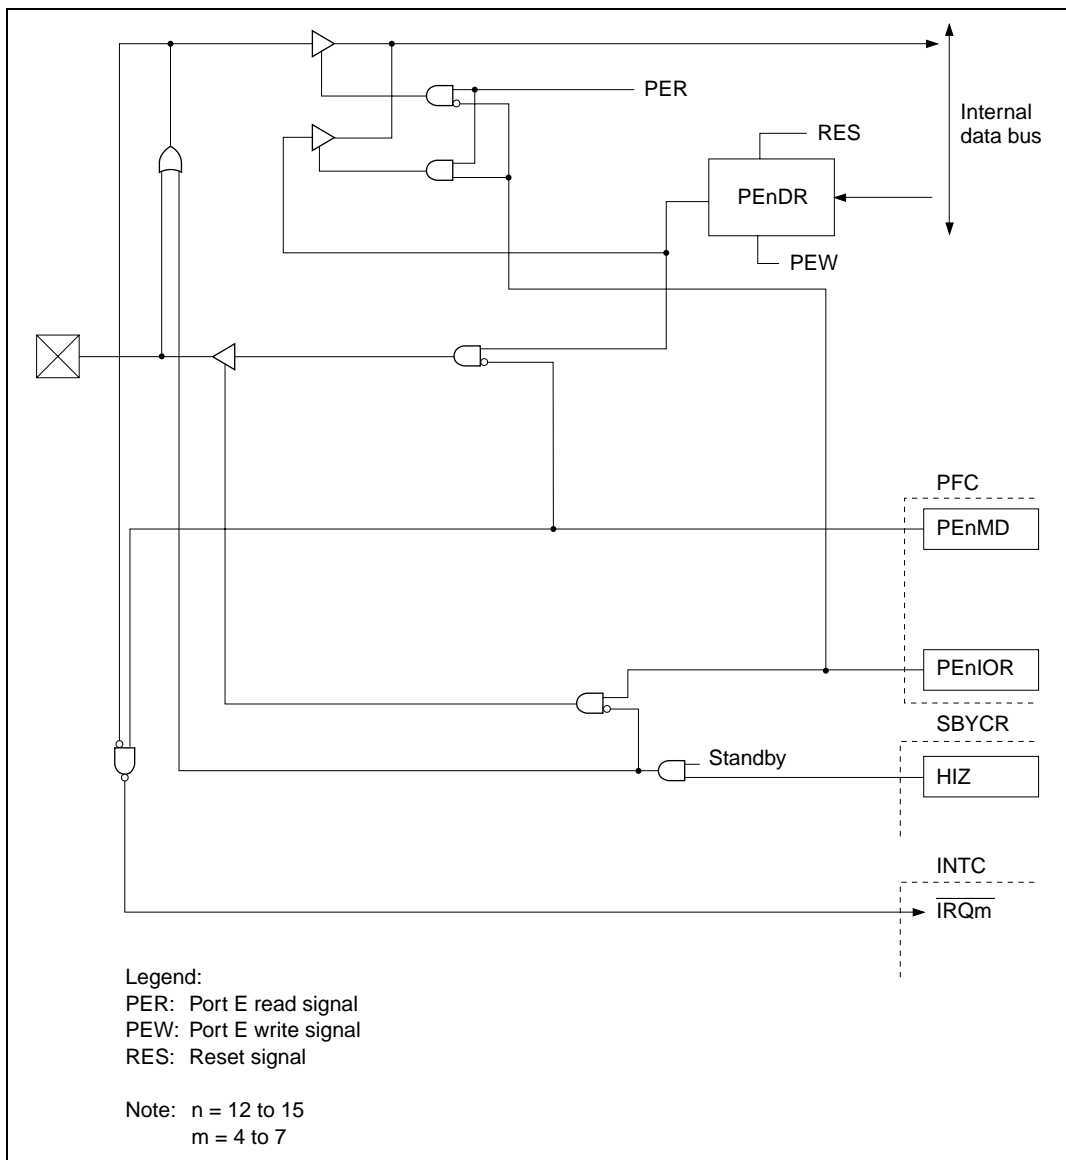 PER
Internal
data bus
RES
PEnDR
PEW
PFC
PEnMD
PEnIOR
SBYCR
Standby
HIZ
INTC
IRQm
Legend:
PER: Port E read signal
PEW: Port E write signal
RES: Reset signal
Note: n = 12 to 15
m = 4 to 7